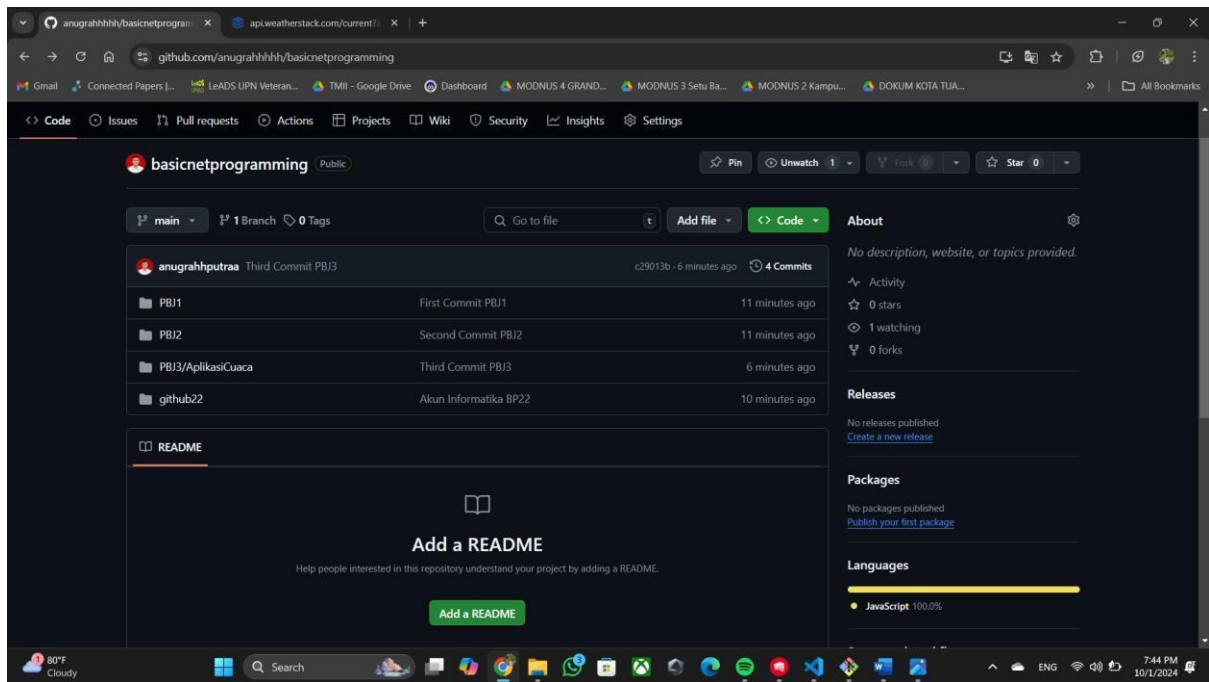 anugrahhhhh/basicnetprogram
api.weatherstack.com/current?a
github.com/anugrahhhhh/basicnetprogramming
Gmail Connected Papers |... LeADS UPN Veteran... TMII - Google Drive Dashboard MODNUS 4 GRAND... MODNUS 3 Setu Ba... MODNUS 2 Kampu... DOKUM KOTA TUA... » All Bookmarks
Code Issues Pull requests Actions Projects Wiki Security Insights Settings
basicnetprogramming Public Pin Unwatch 1 Fork 0 Star 0
main 1 Branch 0 Tags Go to file t Add file Code
anugrahhputraa Third Commit PBJ3 c29013b · 6 minutes ago 4 Commits
PBJ1 First Commit PBJ1 11 minutes ago
PBJ2 Second Commit PBJ2 11 minutes ago
PBJ3/AplikasiCuaca Third Commit PBJ3 6 minutes ago
github22 Akun Informatika BP22 10 minutes ago
README
Add a README
Help people interested in this repository understand your project by adding a README.
Add a README
About
No description, website, or topics provided.
Activity
0 stars
1 watching
0 forks
Releases
No releases published
Create a new release
Packages
No packages published
Publish your first package
Languages
JavaScript 100.0%
1
80°F
Cloudy
Search
3
ENG
7:44 PM
10/1/2024